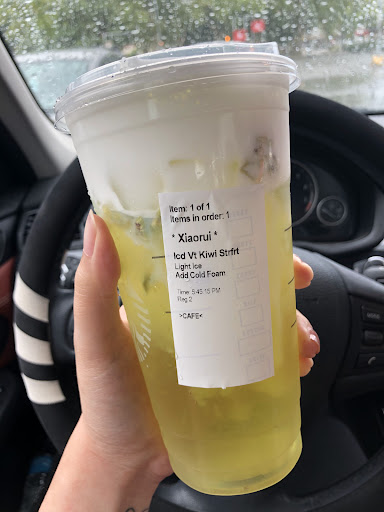 Item: 1 of 1
Items in order: 1
* Xiaorui *
Icd Vt Kiwi Strfrt
Light Ice
Add Cold Foam
Time: 5:45:15 PM
Reg 2
>CAFE<